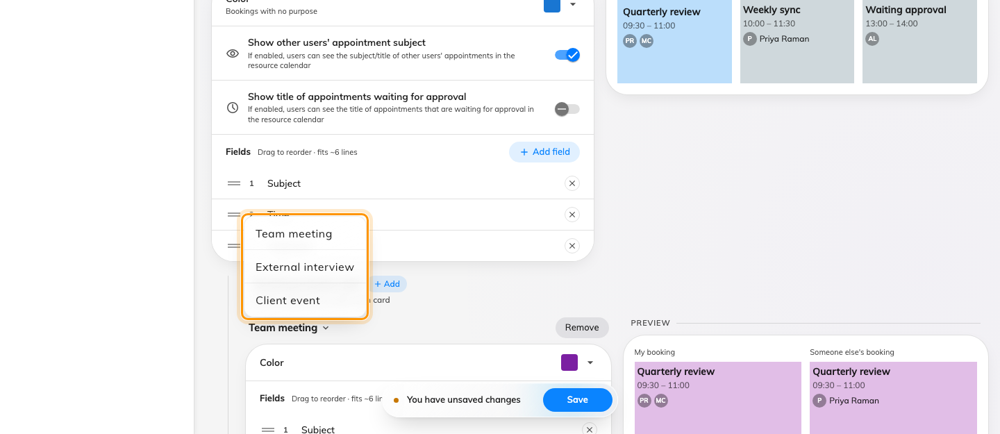 Color
Bookings with no purpose
Show other users' appointment subject
If enabled, users can see the subject/title of other users' appointments in the
resource calendar
Show title of appointments waiting for approval
If enabled, users can see the title of appointments that are waiting for approval in
the resource calendar
Fields Drag to reorder · fits ~6 lines
+ Add field
1 Subject
Team meeting
External interview
Client event
+ Add
card
Team meeting
Remove
Color
Fields Drag to reorder · fits ~6
You have unsaved changes
Save
1 Subject
Quarterly review
09:30 – 11:00
PR MC
Weekly sync
10:00 – 11:30
P Priya Raman
Waiting approval
13:00 – 14:00
AL
PREVIEW
My booking
Quarterly review
09:30 – 11:00
PR MC
Someone else's booking
Quarterly review
09:30 – 11:00
P Priya Raman